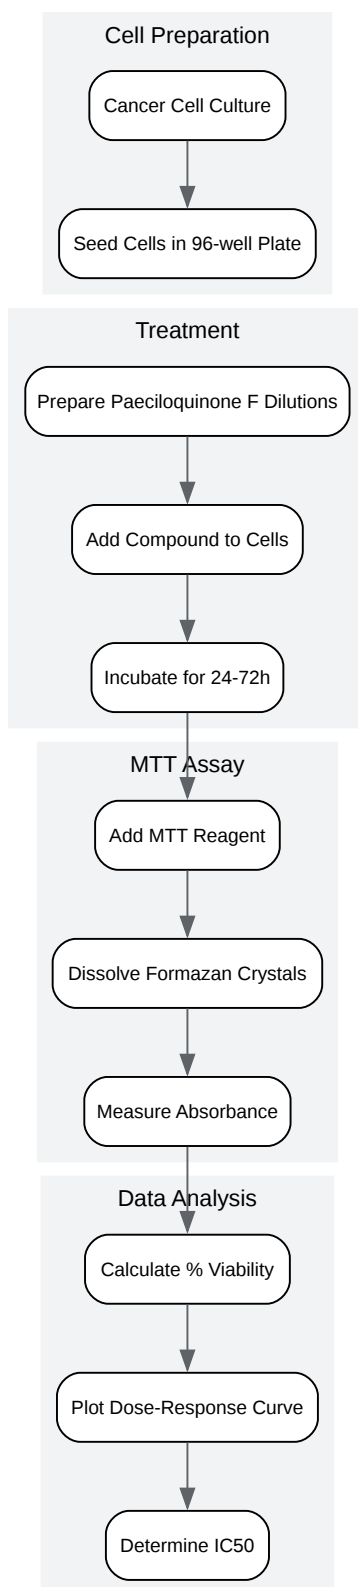 Cell Preparation
Cancer Cell Culture
Seed Cells in 96-well Plate
Treatment
Prepare Paeciloquinone F Dilutions
Add Compound to Cells
Incubate for 24-72h
MTT Assay
Add MTT Reagent
Dissolve Formazan Crystals
Measure Absorbance
Data Analysis
Calculate % Viability
Plot Dose-Response Curve
Determine IC50